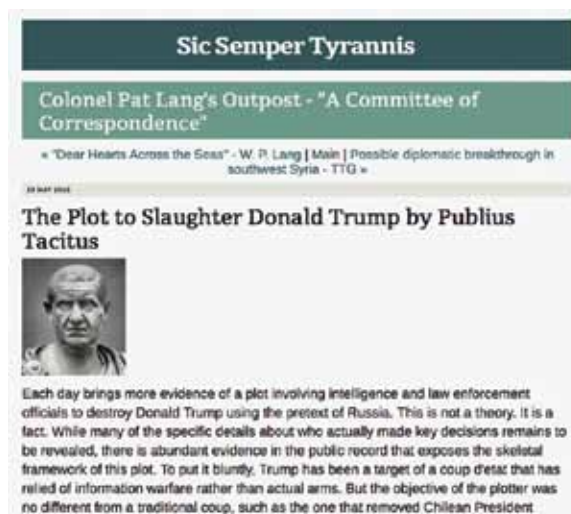 Sic Semper Tyrannis
Colonel Pat Lang's Outpost - "A Committee of
Correspondence"
« "Dear Hearts Across the Seas" - W. P. Lang | Main | Possible diplomatic breakthrough in
southwest Syria - TTG »
MAY
The Plot to Slaughter Donald Trump by Publius
Tacitus
Each day brings more evidence of a plot involving intelligence and law enforcement
officials to destroy Donald Trump using the pretext of Russia. This is not a theory. It is a
fact. While many of the specific details about who actually made key decisions remains to
be revealed, there is abundant evidence in the public record that exposes the skeletal
framework of this plot. To put it bluntly, Trump has been a target of a coup d'etat that has
relied of information warfare rather than actual arms. But the objective of the plotter was
no different from a traditional coup, such as the one that removed Chilean President